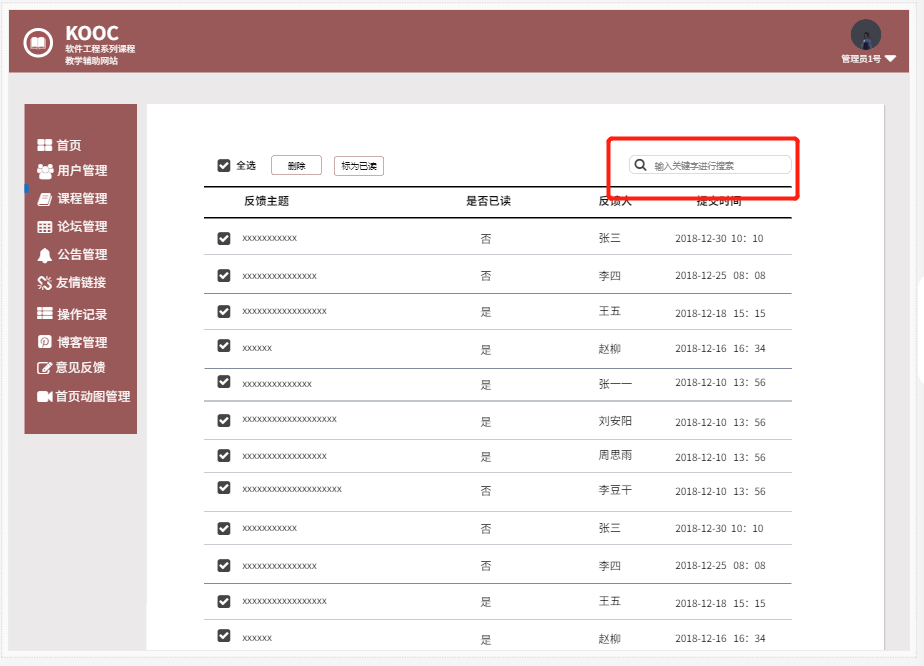 KOOC
软件工程系列课程
教学辅助网站
管理员1号
首页
用户管理
课程管理
论坛管理
公告管理
友情链接
操作记录
博客管理
意见反馈
首页动图管理
全选 删除 标为已读 输入关键字进行搜索
反馈主题 是否已读 反馈人 提交时间
xxxxxxxxxxx 否 张三 2018-12-30 10：10
xxxxxxxxxxxxxxx 否 李四 2018-12-25 08：08
xxxxxxxxxxxxxxxxx 是 王五 2018-12-18 15：15
xxxxxx 是 赵柳 2018-12-16 16：34
xxxxxxxxxxxxxx 是 张一一 2018-12-10 13：56
xxxxxxxxxxxxxxxxxxx 是 刘安阳 2018-12-10 13：56
xxxxxxxxxxxxxxxxx 是 周思雨 2018-12-10 13：56
xxxxxxxxxxxxxxxxxxxx 否 李豆干 2018-12-10 13：56
xxxxxxxxxxx 否 张三 2018-12-30 10：10
xxxxxxxxxxxxxxx 否 李四 2018-12-25 08：08
xxxxxxxxxxxxxxxxx 是 王五 2018-12-18 15：15
xxxxxx 是 赵柳 2018-12-16 16：34